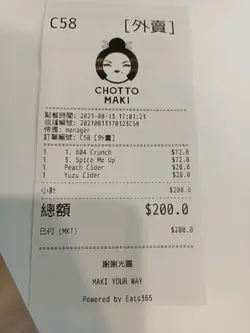 C58 [外賣]
CHOTTO
MAKI
點餐時間: 2021-08-13 17:01:23
收據編號: 20210813170123C58
侍應: manager
訂單編號: C58 [外賣]
1 1. 604 Crunch $72.0
1 3. Spice Me Up $72.0
1 Peach Cider $28.0
1 Yuzu Cider $28.0
小計 $200.0
總額 $200.0
已付 (MKT) $200.0
謝謝光臨
MAKI YOUR WAY
Powered by Eats365